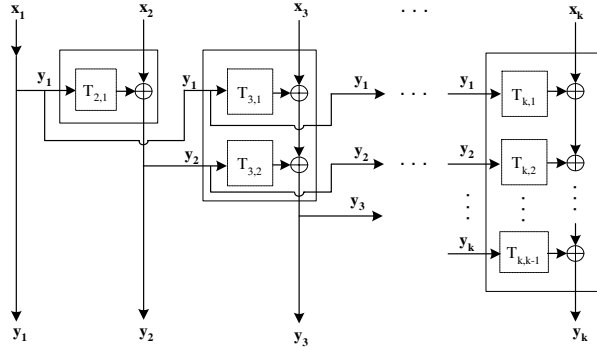 x1 x2 x3 · · · xk
y1 T2,1 y1 T3,1 y1 · · · y1 Tk,1
y2 T3,2 y2 · · · y2 Tk,2
y3
yk Tk,k-1
y1 y2 y3 yk